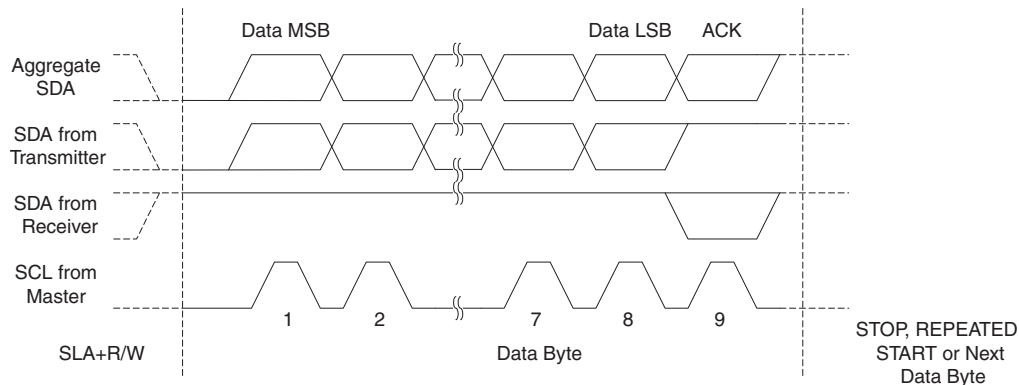 Data MSB
Data LSB
ACK
Aggregate
SDA
SDA from
Transmitter
SDA from
Receiver
SCL from
Master
1
2
7
8
9
SLA+R/W
Data Byte
STOP, REPEATED
START or Next
Data Byte